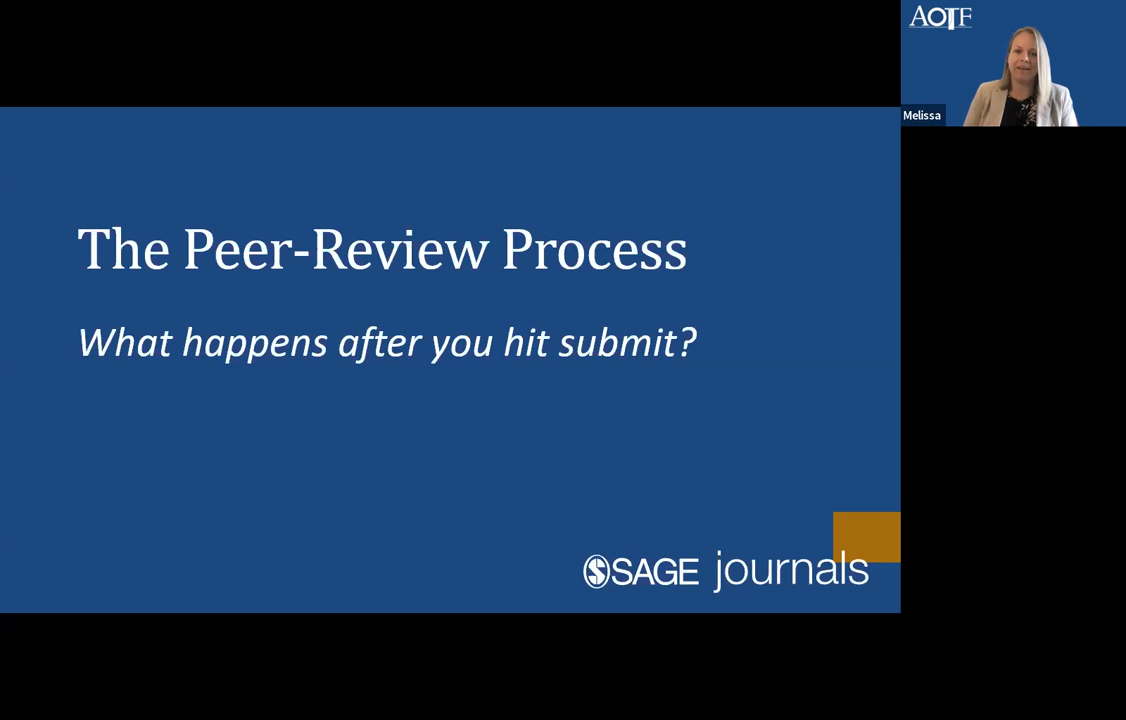 AOTF
Melissa
The Peer-Review Process
What happens after you hit submit?
SAGE journals